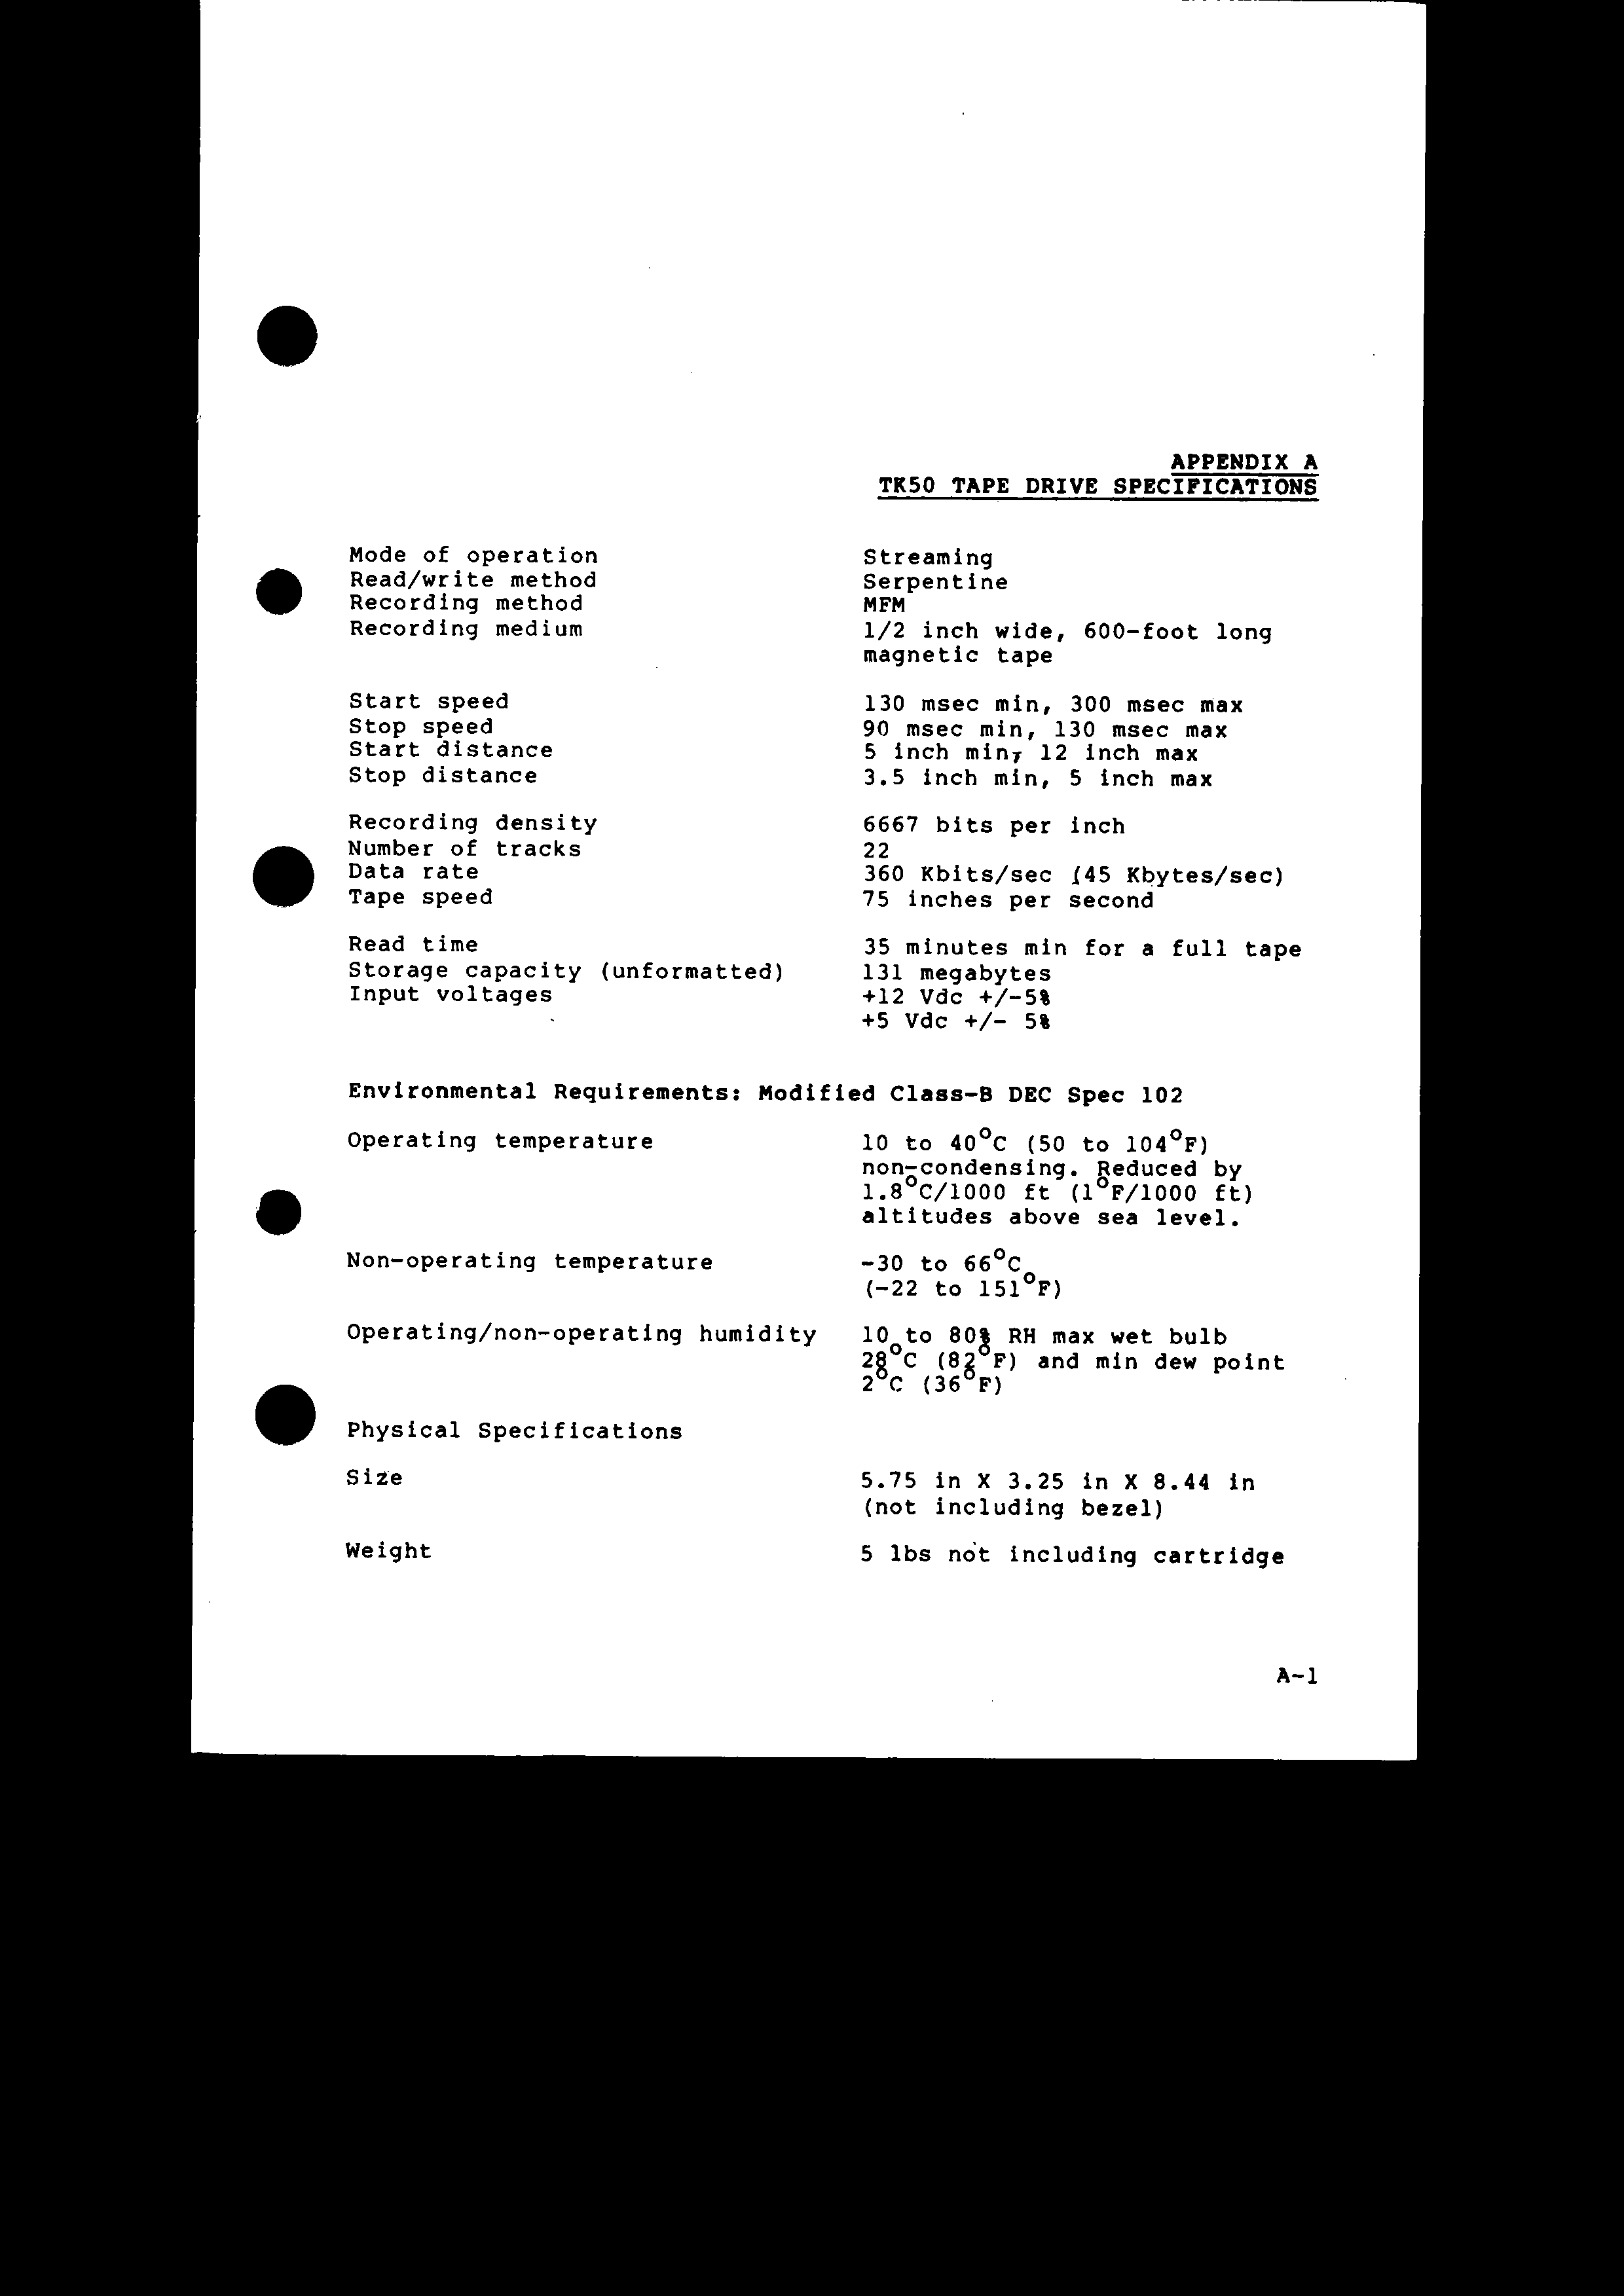 APPENDIX A
TK50 TAPE DRIVE SPECIFICATIONS
Mode of operation Streaming
Read/write method Serpentine
Recording method MFM
Recording medium 1/2 inch wide, 600-foot long
magnetic tape
Start speed 130 msec min, 300 msec max
Stop speed 90 msec min, 130 msec max
Start distance 5 inch min, 12 inch max
Stop distance 3.5 inch min, 5 inch max
Recording density 6667 bits per inch
Number of tracks 22
Data rate 360 Kbits/sec (45 Kbytes/sec)
Tape speed 75 inches per second
Read time 35 minutes min for a full tape
Storage capacity (unformatted) 131 megabytes
Input voltages +12 Vdc +/-5%
+5 Vdc +/- 5%
Environmental Requirements: Modified Class-B DEC Spec 102
Operating temperature 10 to 40°C (50 to 104°F)
non-condensing. Reduced by
1.8°C/1000 ft (1°F/1000 ft)
altitudes above sea level.
Non-operating temperature -30 to 66°C
(-22 to 151°F)
Operating/non-operating humidity 10 to 80% RH max wet bulb
28°C (82°F) and min dew point
2°C (36°F)
Physical Specifications
Size 5.75 in X 3.25 in X 8.44 in
(not including bezel)
Weight 5 lbs not including cartridge
A-1